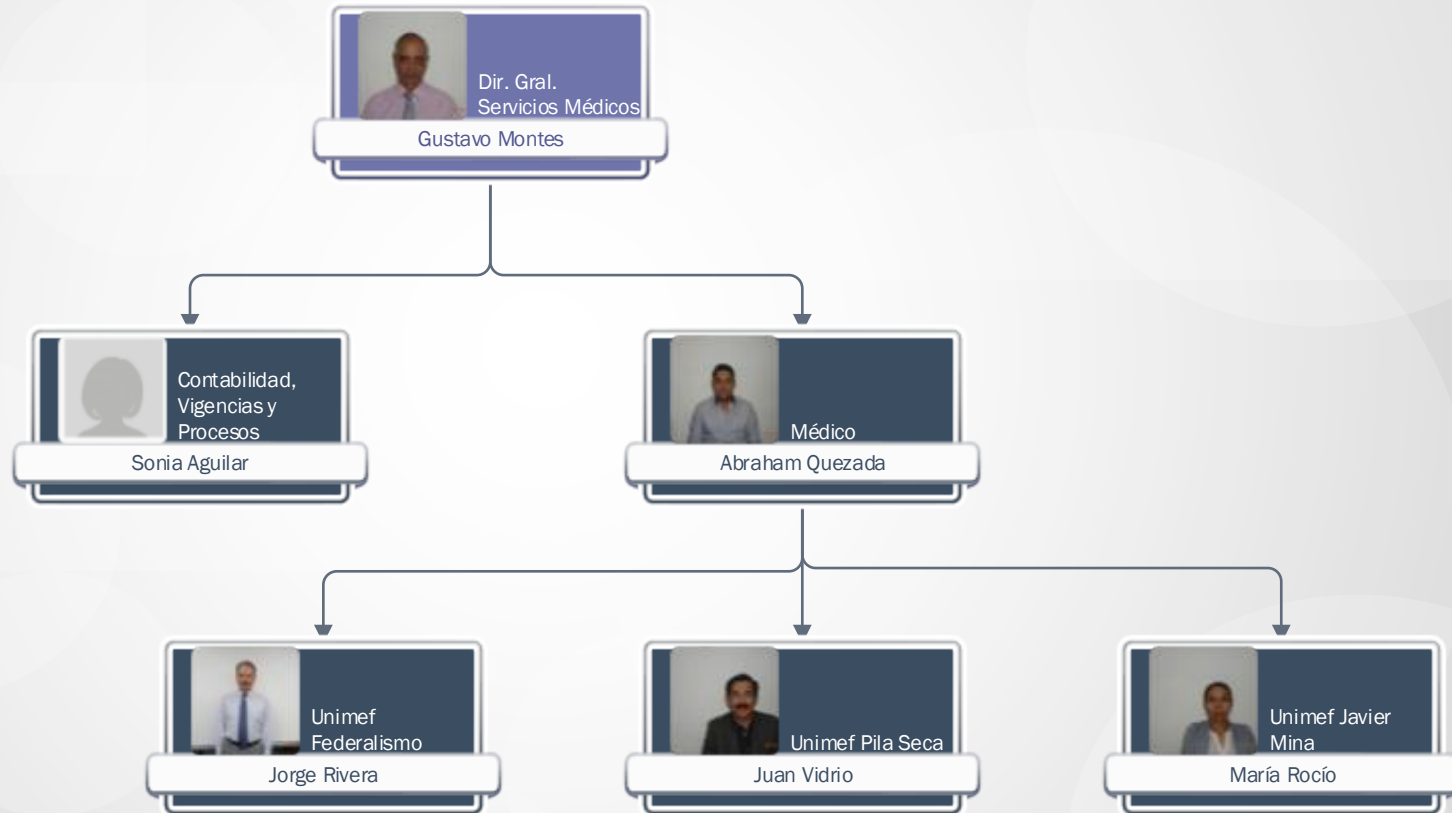 Dir. Gral.
Servicios Médicos
Gustavo Montes
Contabilidad,
Vigencias y
Procesos
Sonia Aguilar
Médico
Abraham Quezada
Unimef
Federalismo
Jorge Rivera
Unimef Pila Seca
Juan Vidrio
Unimef Javier
Mina
María Rocío